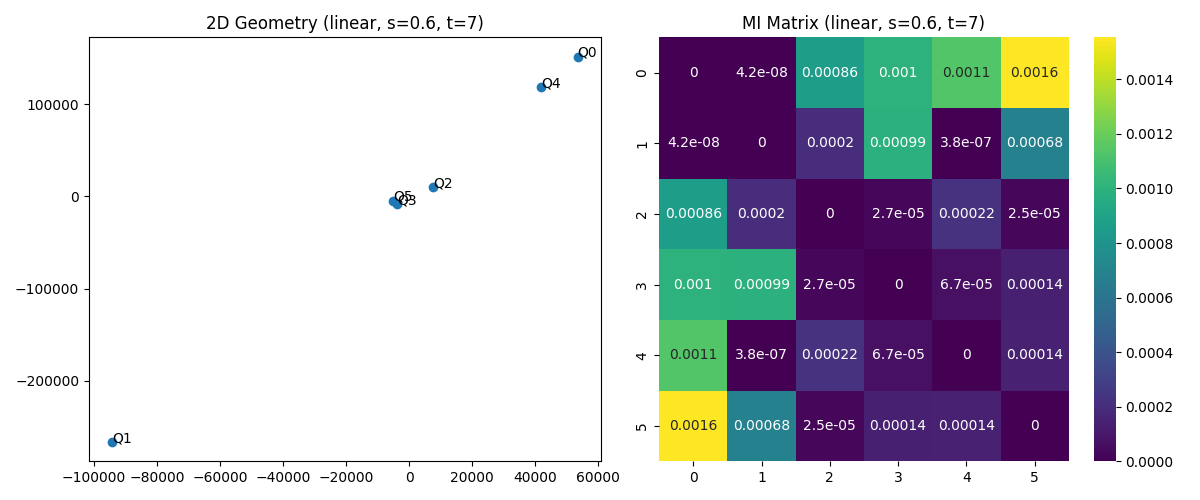 2D Geometry (linear, s=0.6, t=7)
100000
0
−100000
−200000
−100000 −80000 −60000 −40000 −20000 0 20000 40000 60000
Q0
Q4
Q2
Q5
Q3
Q1
MI Matrix (linear, s=0.6, t=7)
0 0 4.2e-08 0.00086 0.001 0.0011 0.0016
1 4.2e-08 0 0.0002 0.00099 3.8e-07 0.00068
2 0.00086 0.0002 0 2.7e-05 0.00022 2.5e-05
3 0.001 0.00099 2.7e-05 0 6.7e-05 0.00014
4 0.0011 3.8e-07 0.00022 6.7e-05 0 0.00014
5 0.0016 0.00068 2.5e-05 0.00014 0.00014 0
0 1 2 3 4 5
0.0014
0.0012
0.0010
0.0008
0.0006
0.0004
0.0002
0.0000